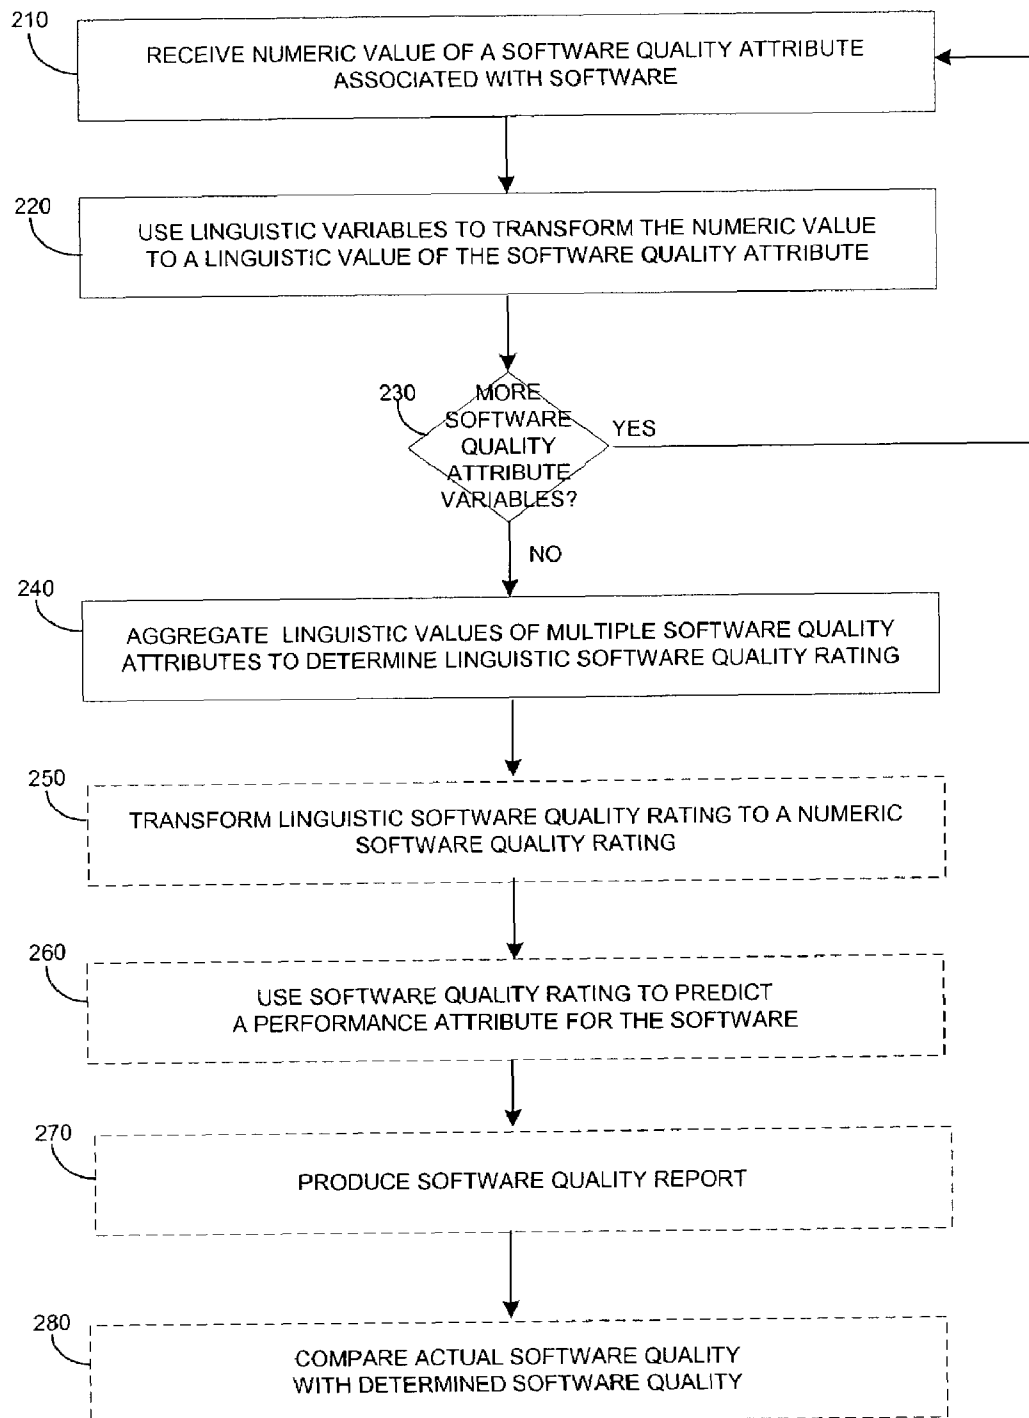 210
RECEIVE NUMERIC VALUE OF A SOFTWARE QUALITY ATTRIBUTE
ASSOCIATED WITH SOFTWARE
220
USE LINGUISTIC VARIABLES TO TRANSFORM THE NUMERIC VALUE
TO A LINGUISTIC VALUE OF THE SOFTWARE QUALITY ATTRIBUTE
230
MORE
SOFTWARE
QUALITY
ATTRIBUTE
VARIABLES?
YES
NO
240
AGGREGATE LINGUISTIC VALUES OF MULTIPLE SOFTWARE QUALITY
ATTRIBUTES TO DETERMINE LINGUISTIC SOFTWARE QUALITY RATING
250
TRANSFORM LINGUISTIC SOFTWARE QUALITY RATING TO A NUMERIC
SOFTWARE QUALITY RATING
260
USE SOFTWARE QUALITY RATING TO PREDICT
A PERFORMANCE ATTRIBUTE FOR THE SOFTWARE
270
PRODUCE SOFTWARE QUALITY REPORT
280
COMPARE ACTUAL SOFTWARE QUALITY
WITH DETERMINED SOFTWARE QUALITY